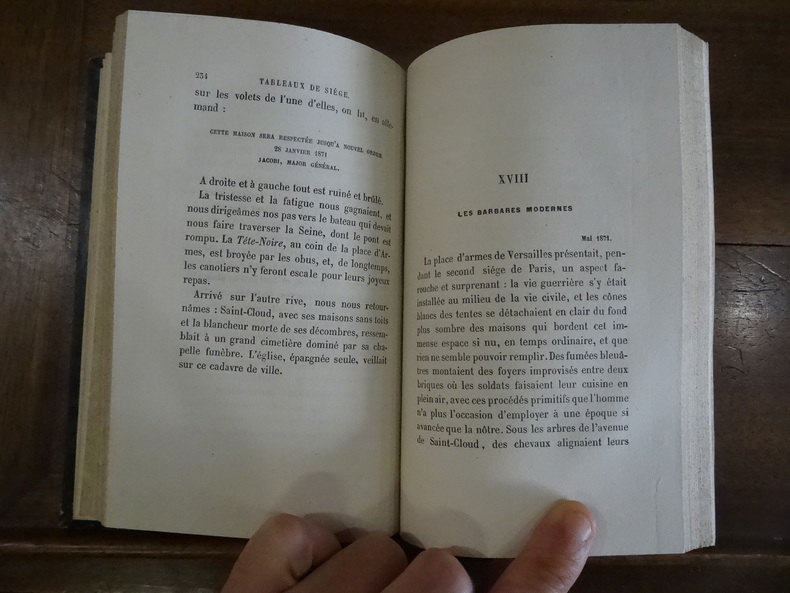 234
TABLEAUX DE SIÉGE.
sur les volets de l'une d'elles, on lit, en alle-
mand :
CETTE MAISON SERA RESPECTÉE JUSQU'A NOUVEL ORDRE
28 JANVIER 1871
JACOBI, MAJOR GÉNÉRAL.
A droite et à gauche tout est ruiné et brûlé.
La tristesse et la fatigue nous gagnaient, et
nous dirigeâmes nos pas vers le bateau qui devait
nous faire traverser la Seine, dont le pont est
rompu. La Tête-Noire, au coin de la place d'Ar-
mes, est broyée par les obus, et, de longtemps,
les canotiers n'y feront escale pour leurs joyeux
repas.
Arrivé sur l'autre rive, nous nous retour-
nâmes : Saint-Cloud, avec ses maisons sans toits
et la blancheur morte de ses décombres, ressem-
blait à un grand cimetière dominé par sa cha-
pelle funèbre. L'église, épargnée seule, veillait
sur ce cadavre de ville.
XVIII
LES BARBARES MODERNES
Mai 1871.
La place d'armes de Versailles présentait, pen-
dant le second siége de Paris, un aspect fa-
rouche et surprenant : la vie guerrière s'y était
installée au milieu de la vie civile, et les cônes
blancs des tentes se détachaient en clair du fond
plus sombre des maisons qui bordent cet im-
mense espace si nu, en temps ordinaire, et que
rien ne semble pouvoir remplir. Des fumées bleuâ-
tres montaient des foyers improvisés entre deux
briques où les soldats faisaient leur cuisine en
plein air, avec ces procédés primitifs que l'homme
n'a plus l'occasion d'employer à une époque si
avancée que la nôtre. Sous les arbres de l'avenue
de Saint-Cloud, des chevaux alignaient leurs